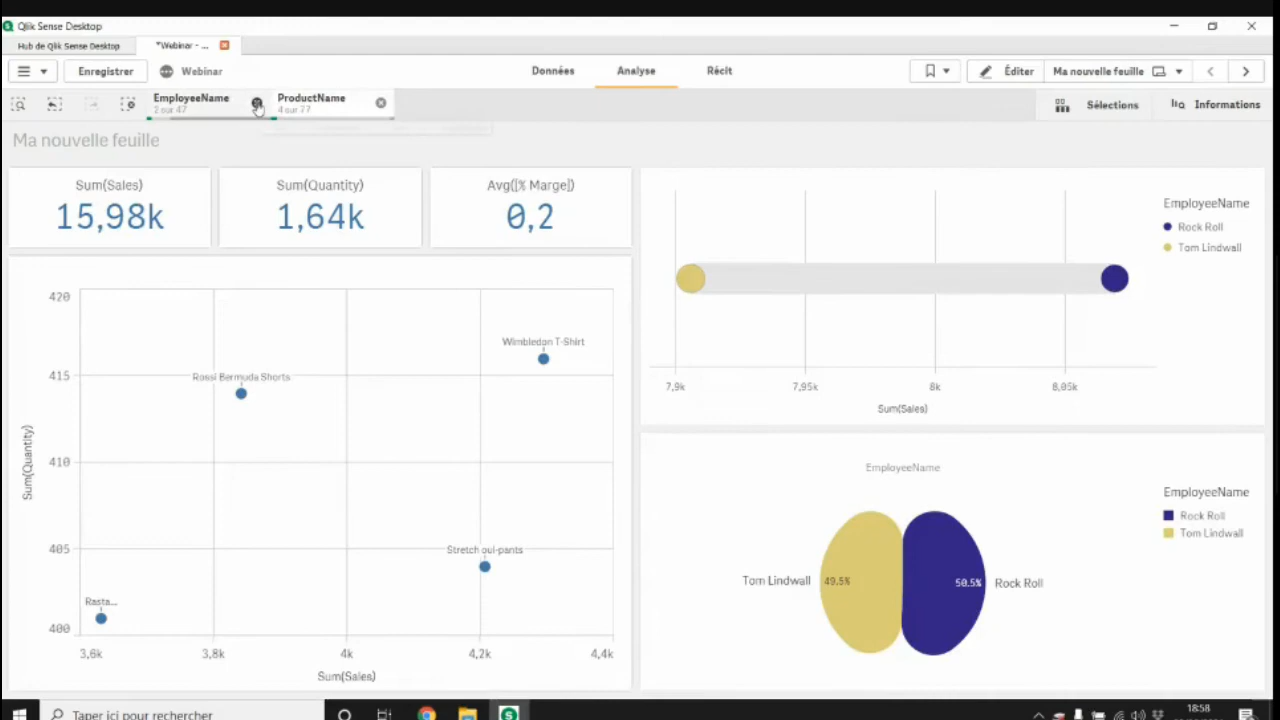 Qlik Sense Desktop
Hub de Qlik Sense Desktop
*Webinar - ...
Enregistrer
Webinar
Données
Analyse
Récit
Éditer
Ma nouvelle feuille
EmployeeName
2 sur 47
ProductName
4 sur 77
Sélections
Informations
Ma nouvelle feuille
Sum(Sales)
15,98k
Sum(Quantity)
1,64k
Avg([% Marge])
0,2
420
415
410
405
400
Sum(Quantity)
Wimbledon T-Shirt
Rossi Bermuda Shorts
Stretch oui-pants
Rasta...
3,6k
3,8k
4k
4,2k
4,4k
Sum(Sales)
EmployeeName
Rock Roll
Tom Lindwall
7,9k
7,95k
8k
8,05k
Sum(Sales)
EmployeeName
EmployeeName
Rock Roll
Tom Lindwall
Tom Lindwall
49.5%
50.5%
Rock Roll
Taper ici pour rechercher
18:58